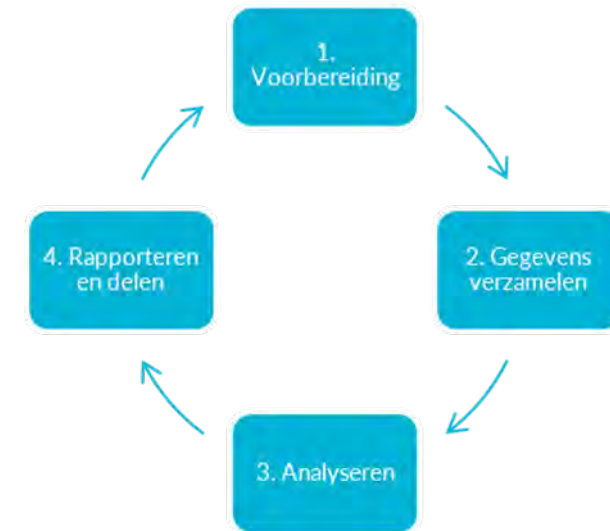 1.
Voorbereiding
2. Gegevens
verzamelen
3. Analyseren
4. Rapporteren
en delen